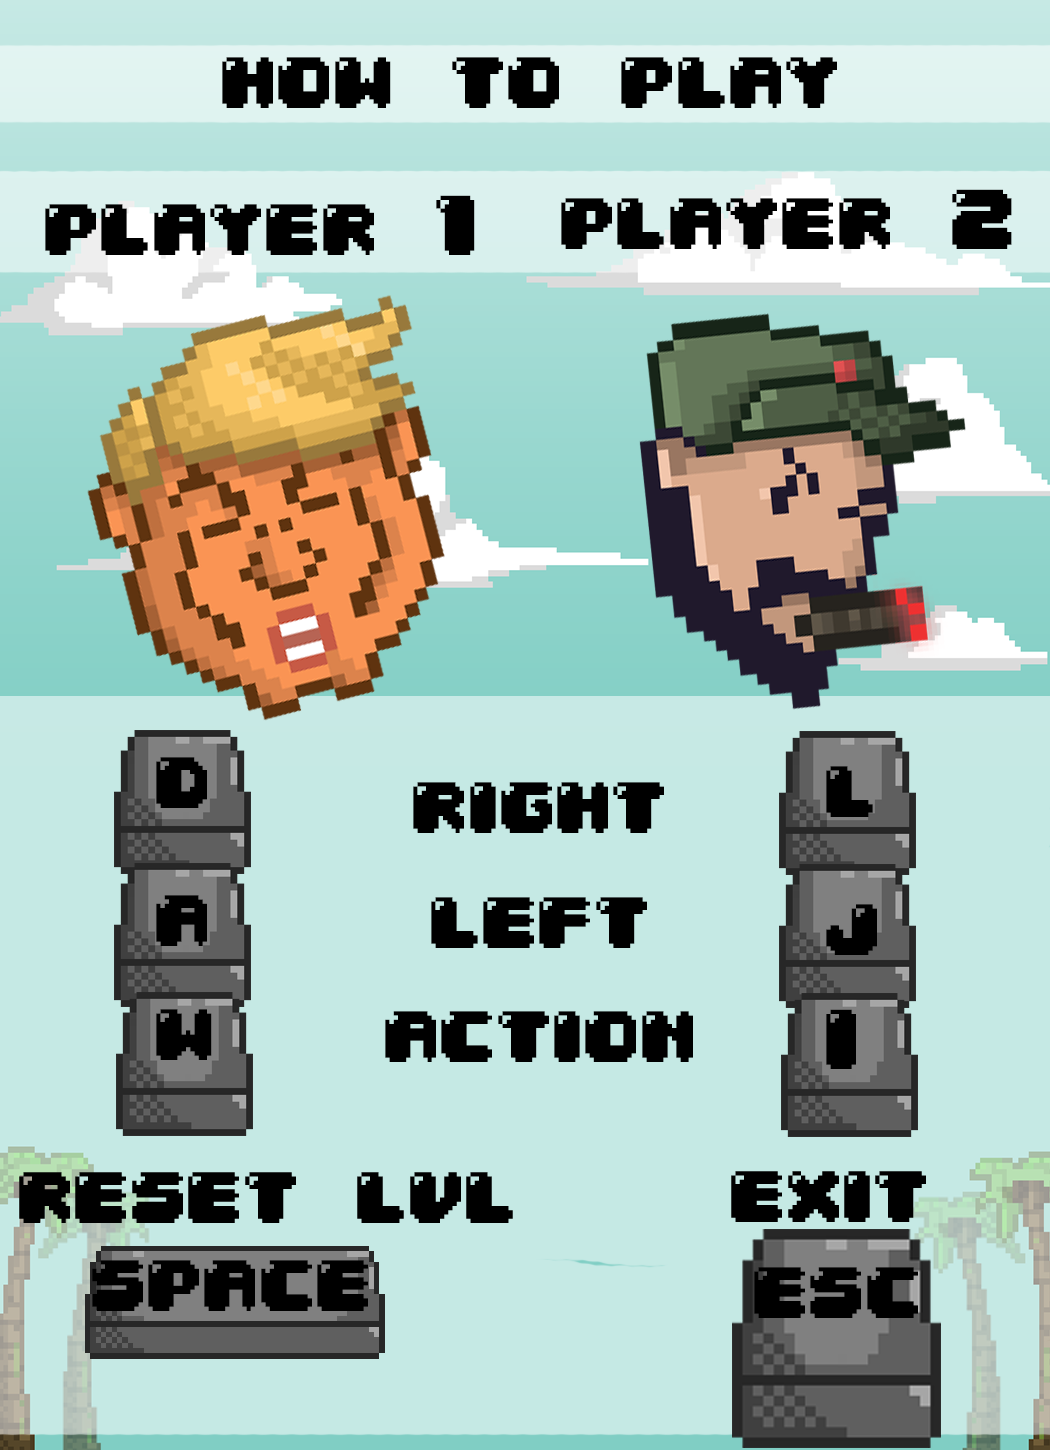 HOW TO PLAY
PLAYER 1 PLAYER 2
D RIGHT L
A LEFT J
W ACTION I
RESET LVL EXIT
SPACE ESC